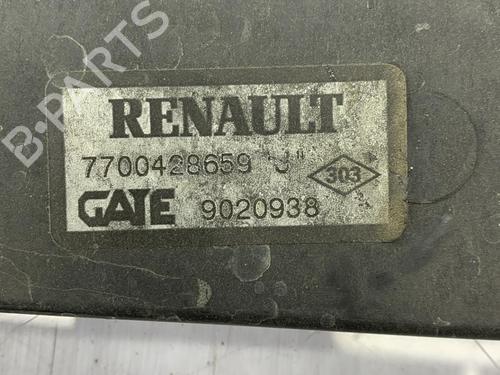 B-PARTS
RENAULT
7700428659 "J"
303
GATE 9020938